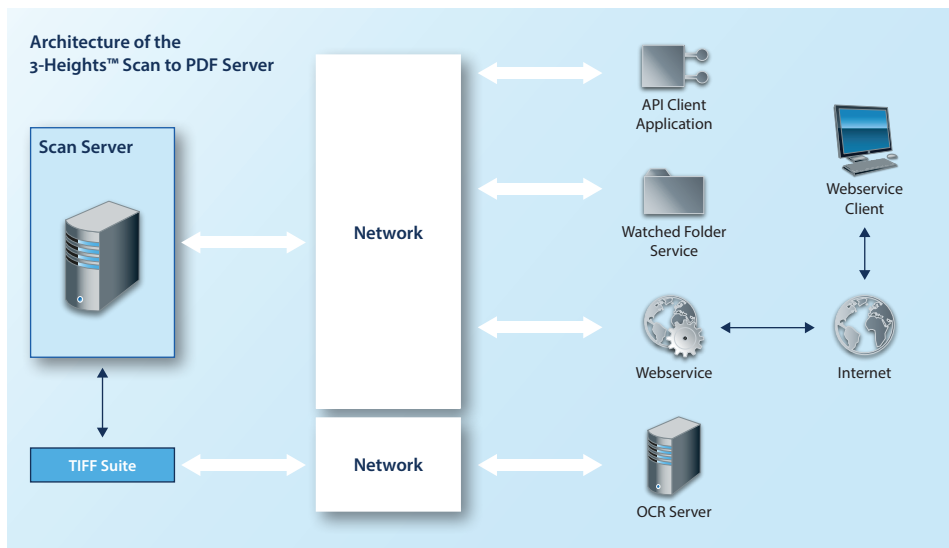 Architecture of the
3-Heights™ Scan to PDF Server
Scan Server
Network
API Client
Application
Watched Folder
Service
Webservice
Client
Webservice
Internet
TIFF Suite
Network
OCR Server